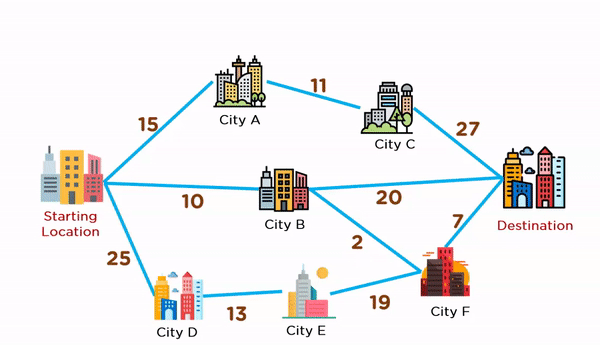 City A
11
City C
15
27
Starting
Location
10
City B
20
Destination
7
2
25
City D
13
City E
19
City F